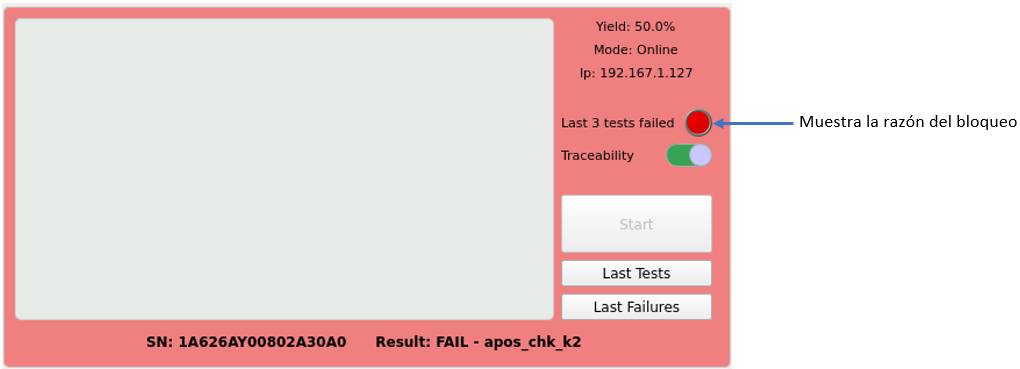 Yield: 50.0%
Mode: Online
Ip: 192.167.1.127
Last 3 tests failed
Muestra la razón del bloqueo
Traceability
Start
Last Tests
Last Failures
SN: 1A626AY00802A30A0 Result: FAIL - apos_chk_k2